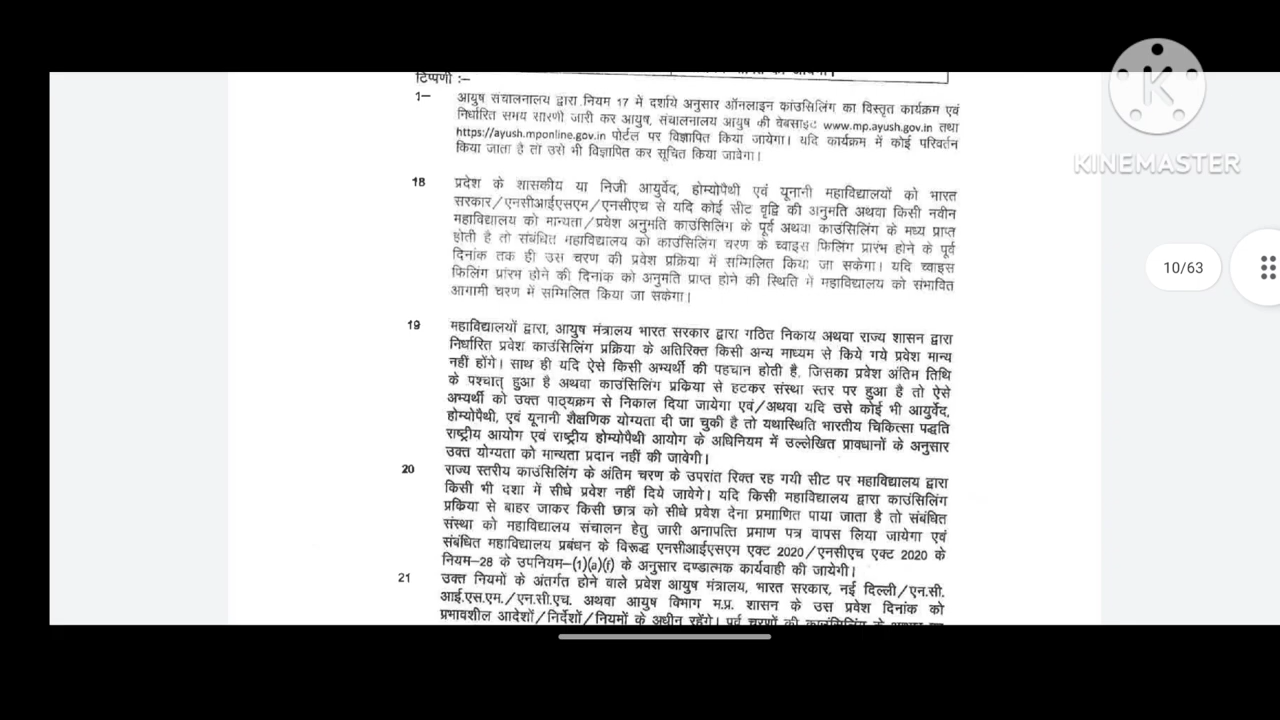 टिप्पणी :–
1– आयुष संचालनालय द्वारा नियम 17 में दर्शाये अनुसार ऑनलाइन कांउसिलिंग का विस्तृत कार्यक्रम एवं
निर्धारित समय सारणी जारी कर आयुष, संचालनालय आयुष की वेबसाइट www.mp.ayush.gov.in तथा
https://ayush.mponline.gov.in पोर्टल पर विज्ञापित किया जायेगा। यदि कार्यक्रम में कोई परिवर्तन
किया जाता है तो उसे भी विज्ञापित कर सूचित किया जावेगा।
18 प्रदेश के शासकीय या निजी आयुर्वेद, होम्योपैथी एवं यूनानी महाविद्यालयों को भारत
सरकार/एनसीआईएसएम/एनसीएच से यदि कोई सीट वृद्वि की अनुमति अथवा किसी नवीन
महाविद्यालय को मान्यता/प्रवेश अनुमति काउंसिलिंग के पूर्व अथवा काउंसिलिंग के मध्य प्राप्त
होती है तो संबंधित महाविद्यालय को काउंसिलिंग चरण के च्वाइस फिलिंग प्रारंभ होने के पूर्व
दिनांक तक ही उस चरण की प्रवेश प्रक्रिया में सम्मिलित किया जा सकेगा। यदि च्वाइस
फिलिंग प्रांरभ होने की दिनांक को अनुमति प्राप्त होने की स्थिति में महाविद्यालय को संभावित
आगामी चरण में सम्मिलित किया जा सकेगा।
19 महाविद्यालयों द्वारा, आयुष मंत्रालय भारत सरकार द्वारा गठित निकाय अथवा राज्य शासन द्वारा
निर्धारित प्रवेश काउंसिलिंग प्रक्रिया के अतिरिक्त किसी अन्य माध्यम से किये गये प्रवेश मान्य
नहीं होंगे। साथ ही यदि ऐसे किसी अभ्यर्थी की पहचान होती है, जिसका प्रवेश अंतिम तिथि
के पश्चात् हुआ है अथवा काउंसिलिंग प्रकिया से हटकर संस्था स्तर पर हुआ है तो ऐसे
अभ्यर्थी को उक्त पाठ्यक्रम से निकाल दिया जायेगा एवं/अथवा यदि उसे कोई भी आयुर्वेद,
होम्योपैथी, एवं यूनानी शैक्षणिक योग्यता दी जा चुकी है तो यथास्थिति भारतीय चिकित्सा पद्धति
राष्ट्रीय आयोग एवं राष्ट्रीय होम्योपैथी आयोग के अधिनियम में उल्लेखित प्रावधानों के अनुसार
उक्त योग्यता को मान्यता प्रदान नहीं की जावेगी।
20 राज्य स्तरीय काउंसिलिंग के अंतिम चरण के उपरांत रिक्त रह गयी सीट पर महाविद्यालय द्वारा
किसी भी दशा में सीधे प्रवेश नहीं दिये जावेगे। यदि किसी महाविद्यालय द्वारा काउंसिलिंग
प्रकिया से बाहर जाकर किसी छात्र को सीधे प्रवेश देना प्रमाणित पाया जाता है तो संबंधित
संस्था को महाविद्यालय संचालन हेतु जारी अनापत्ति प्रमाण पत्र वापस लिया जायेगा एवं
संबंधित महाविद्यालय प्रबंधन के विरूद्ध एनसीआईएसएम एक्ट 2020/एनसीएच एक्ट 2020 के
नियम–28 के उपनियम–(1)(a)(f) के अनुसार दण्डात्मक कार्यवाही की जायेगी।
21 उक्त नियमों के अंतर्गत होने वाले प्रवेश आयुष मंत्रालय, भारत सरकार, नई दिल्ली/एन.सी.
आई.एस.एम./एन.सी.एच. अथवा आयुष विभाग म.प्र. शासन के उस प्रवेश दिनांक को
प्रभावशील आदेशों/निर्देशों/नियमों के अधीन रहेंगे। पूर्व चरणों की काउंसिलिंग के
10/63
K
KINEMASTER